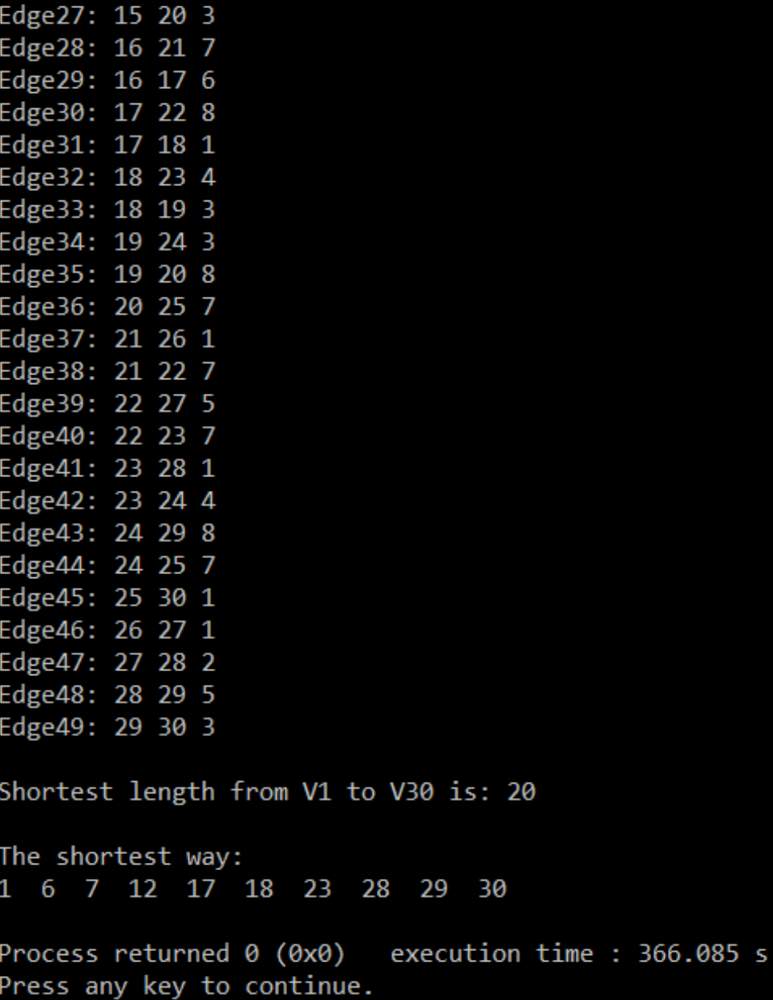 Edge27: 15 20 3
Edge28: 16 21 7
Edge29: 16 17 6
Edge30: 17 22 8
Edge31: 17 18 1
Edge32: 18 23 4
Edge33: 18 19 3
Edge34: 19 24 3
Edge35: 19 20 8
Edge36: 20 25 7
Edge37: 21 26 1
Edge38: 21 22 7
Edge39: 22 27 5
Edge40: 22 23 7
Edge41: 23 28 1
Edge42: 23 24 4
Edge43: 24 29 8
Edge44: 24 25 7
Edge45: 25 30 1
Edge46: 26 27 1
Edge47: 27 28 2
Edge48: 28 29 5
Edge49: 29 30 3
Shortest length from V1 to V30 is: 20
The shortest way:
1 6 7 12 17 18 23 28 29 30
Process returned 0 (0x0) execution time : 366.085 s
Press any key to continue.